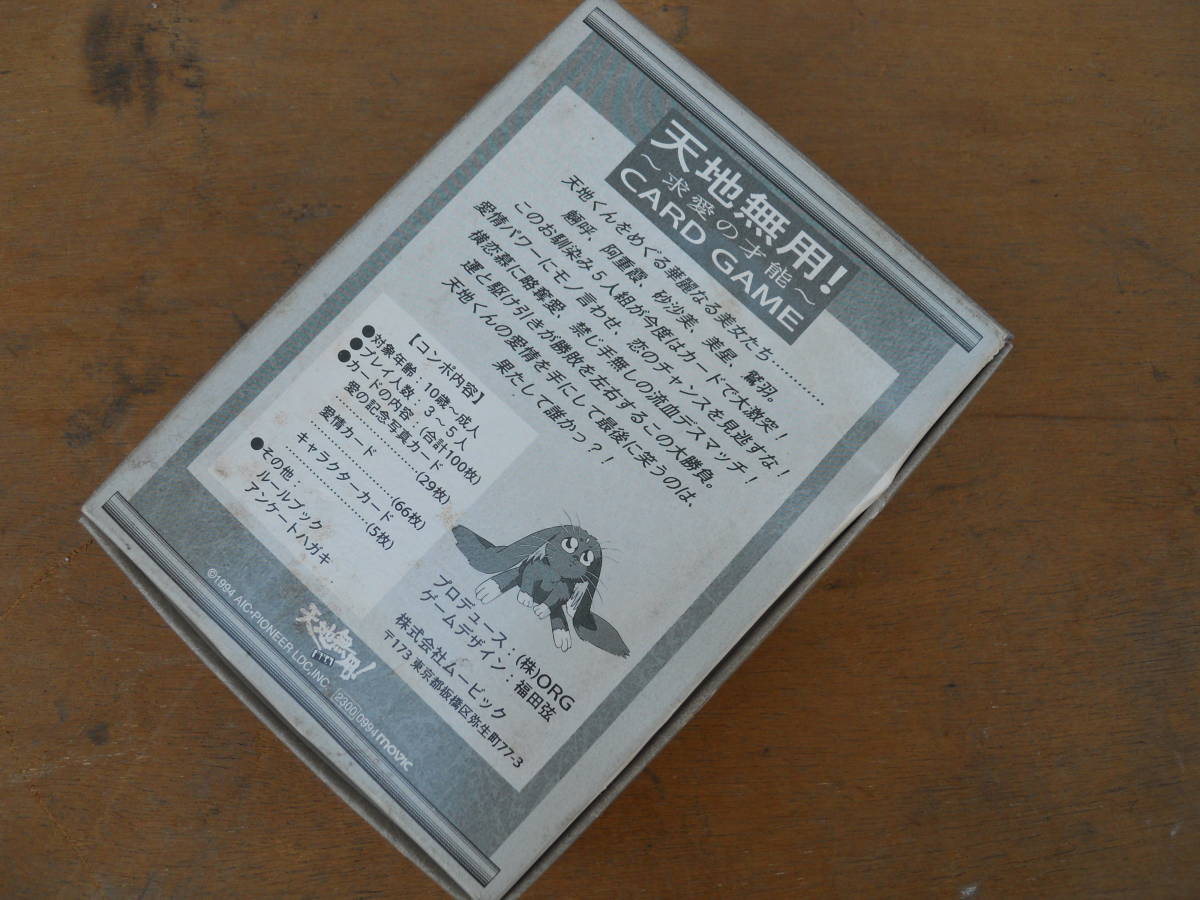 天地無用!
~求愛の才能~
CARD GAME
天地くんをめぐる華麗なる美女たち…………
魎呼、阿重霞、砂沙美、美星、鷲羽。
このお馴染み5人組が今度はカードで大激突!
愛情パワーにモノ言わせ、恋のチャンスを見逃すな!
横恋慕に略奪愛、禁じ手無しの流血デスマッチ!
運と駆け引きが勝敗を左右するこの大勝負。
天地くんの愛情を手にして最後に笑うのは、
果たして誰かっ?!
【コンポ内容】
●対象年齢:10歳~成人
●プレイ人数:3~5人
●カードの内容:(合計100枚)
愛の記念写真カード
……………………(29枚)
愛情カード ……………(66枚)
キャラクターカード
……………………(5枚)
●その他:
ルールブック
アンケートハガキ
プロデュース:(株)ORG
ゲームデザイン:福田弦
株式会社ムービック
〒173 東京都板橋区弥生町77-3
天地無用!
©1994 AIC・PIONEER LDC,INC 2300 0994 movic